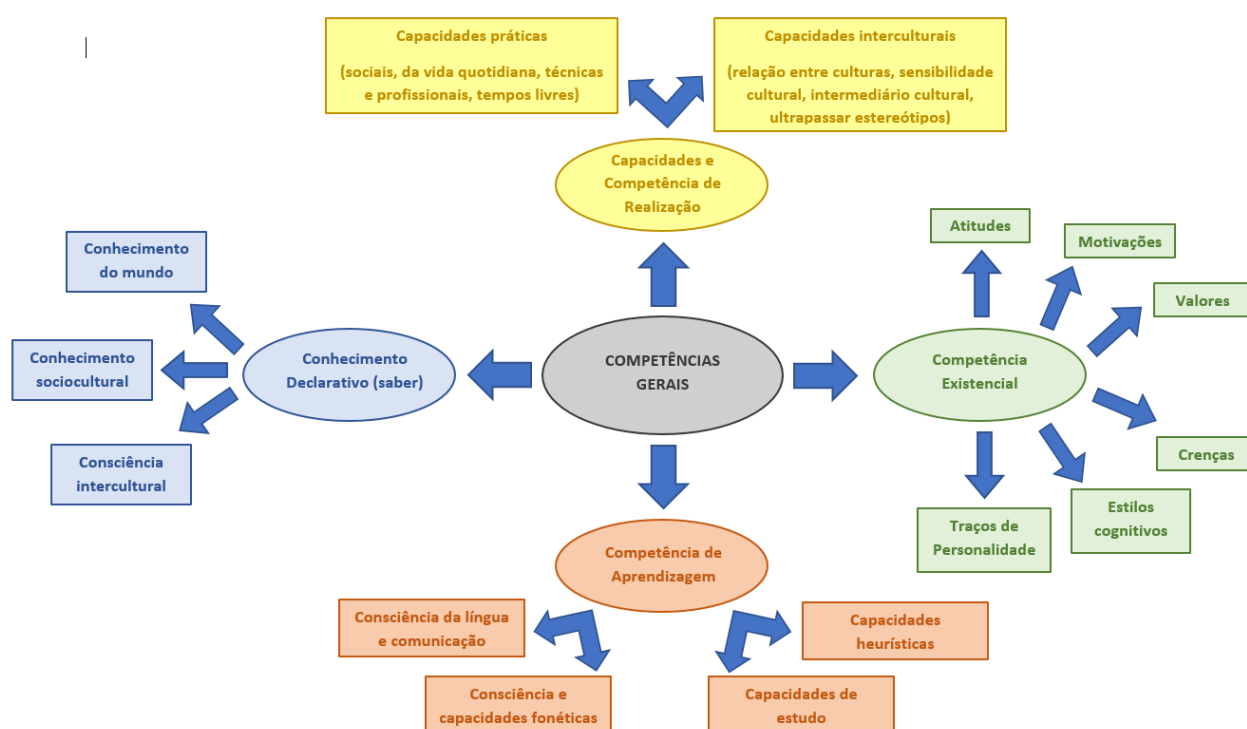 Capacidades práticas
(sociais, da vida quotidiana, técnicas
e profissionais, tempos livres)
Capacidades interculturais
(relação entre culturas, sensibilidade
cultural, intermediário cultural,
ultrapassar estereótipos)
Capacidades e
Competência de
Realização
Atitudes
Motivações
Valores
Conhecimento
do mundo
Conhecimento
sociocultural
Consciência
intercultural
Conhecimento
Declarativo (saber)
COMPETÊNCIAS
GERAIS
Competência
Existencial
Crenças
Estilos
cognitivos
Traços de
Personalidade
Competência de
Aprendizagem
Consciência da língua
e comunicação
Consciência e
capacidades fonéticas
Capacidades
heurísticas
Capacidades de
estudo